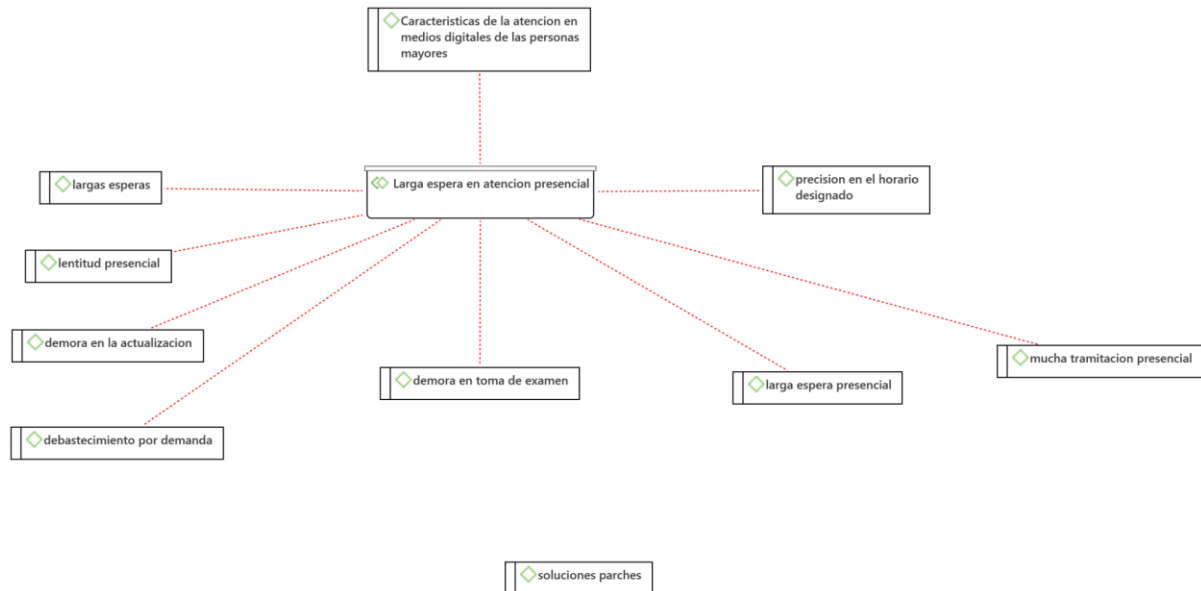 Caracteristicas de la atencion en
medios digitales de las personas
mayores
largas esperas
Larga espera en atencion presencial
precision en el horario
designado
lentitud presencial
demora en la actualizacion
demora en toma de examen
larga espera presencial
mucha tramitacion presencial
debastecimiento por demanda
soluciones parches